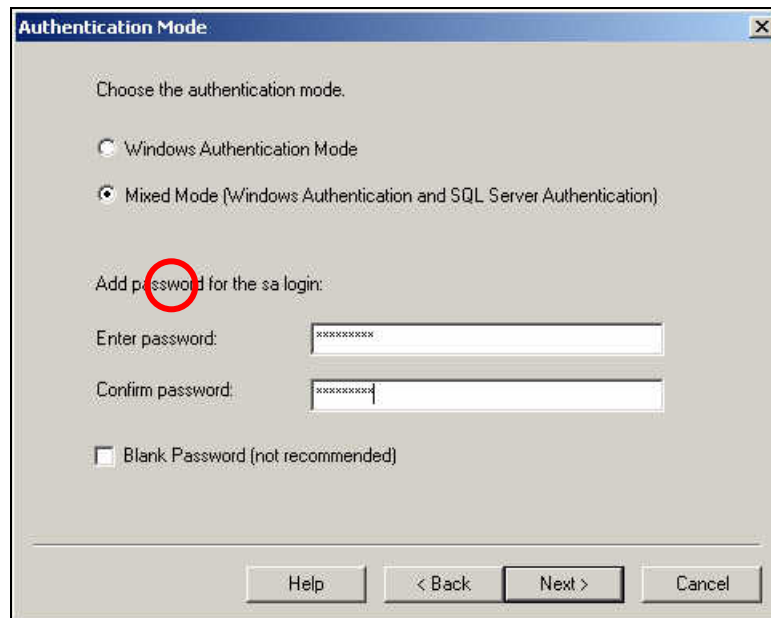 Authentication Mode
Choose the authentication mode.
Windows Authentication Mode
Mixed Mode (Windows Authentication and SQL Server Authentication)
Add password for the sa login:
Enter password: *********
Confirm password: *********
Blank Password (not recommended)
Help < Back Next > Cancel